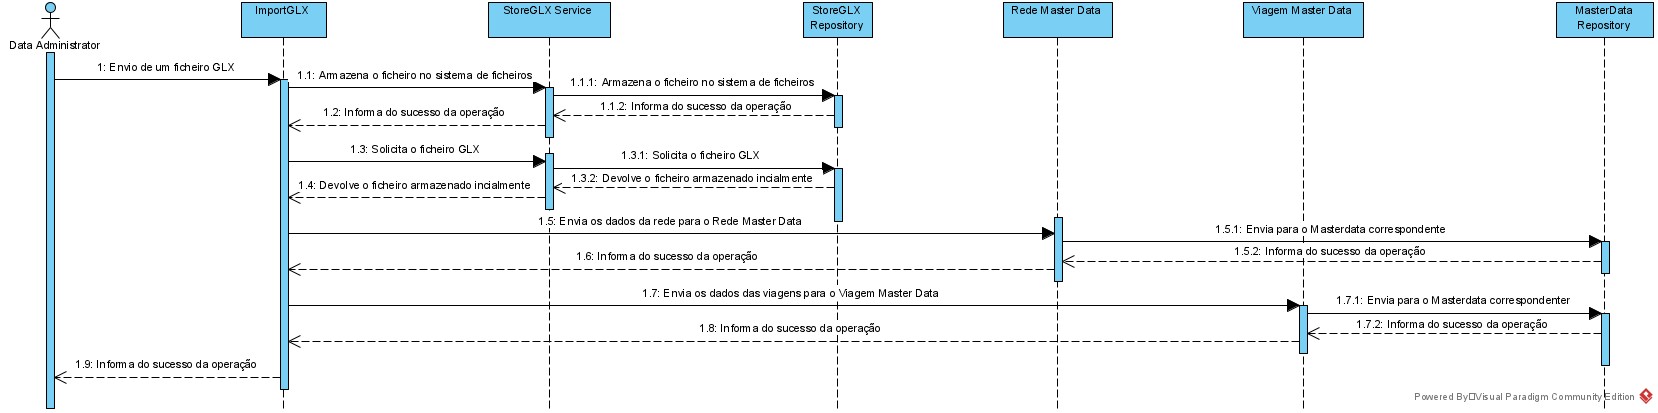 Data Administrator
ImportGLX
StoreGLX Service
StoreGLX
Repository
Rede Master Data
Viagem Master Data
MasterData
Repository
1: Envio de um ficheiro GLX
1.1: Armazena o ficheiro no sistema de ficheiros
1.1.1: Armazena o ficheiro no sistema de ficheiros
1.1.2: Informa do sucesso da operação
1.2: Informa do sucesso da operação
1.3: Solicita o ficheiro GLX
1.3.1: Solicita o ficheiro GLX
1.3.2: Devolve o ficheiro armazenado incialmente
1.4: Devolve o ficheiro armazenado incialmente
1.5: Envia os dados da rede para o Rede Master Data
1.5.1: Envia para o Masterdata correspondente
1.5.2: Informa do sucesso da operação
1.6: Informa do sucesso da operação
1.7: Envia os dados das viagens para o Viagem Master Data
1.7.1: Envia para o Masterdata correspondenter
1.7.2: Informa do sucesso da operação
1.8: Informa do sucesso da operação
1.9: Informa do sucesso da operação
Powered By Visual Paradigm Community Edition